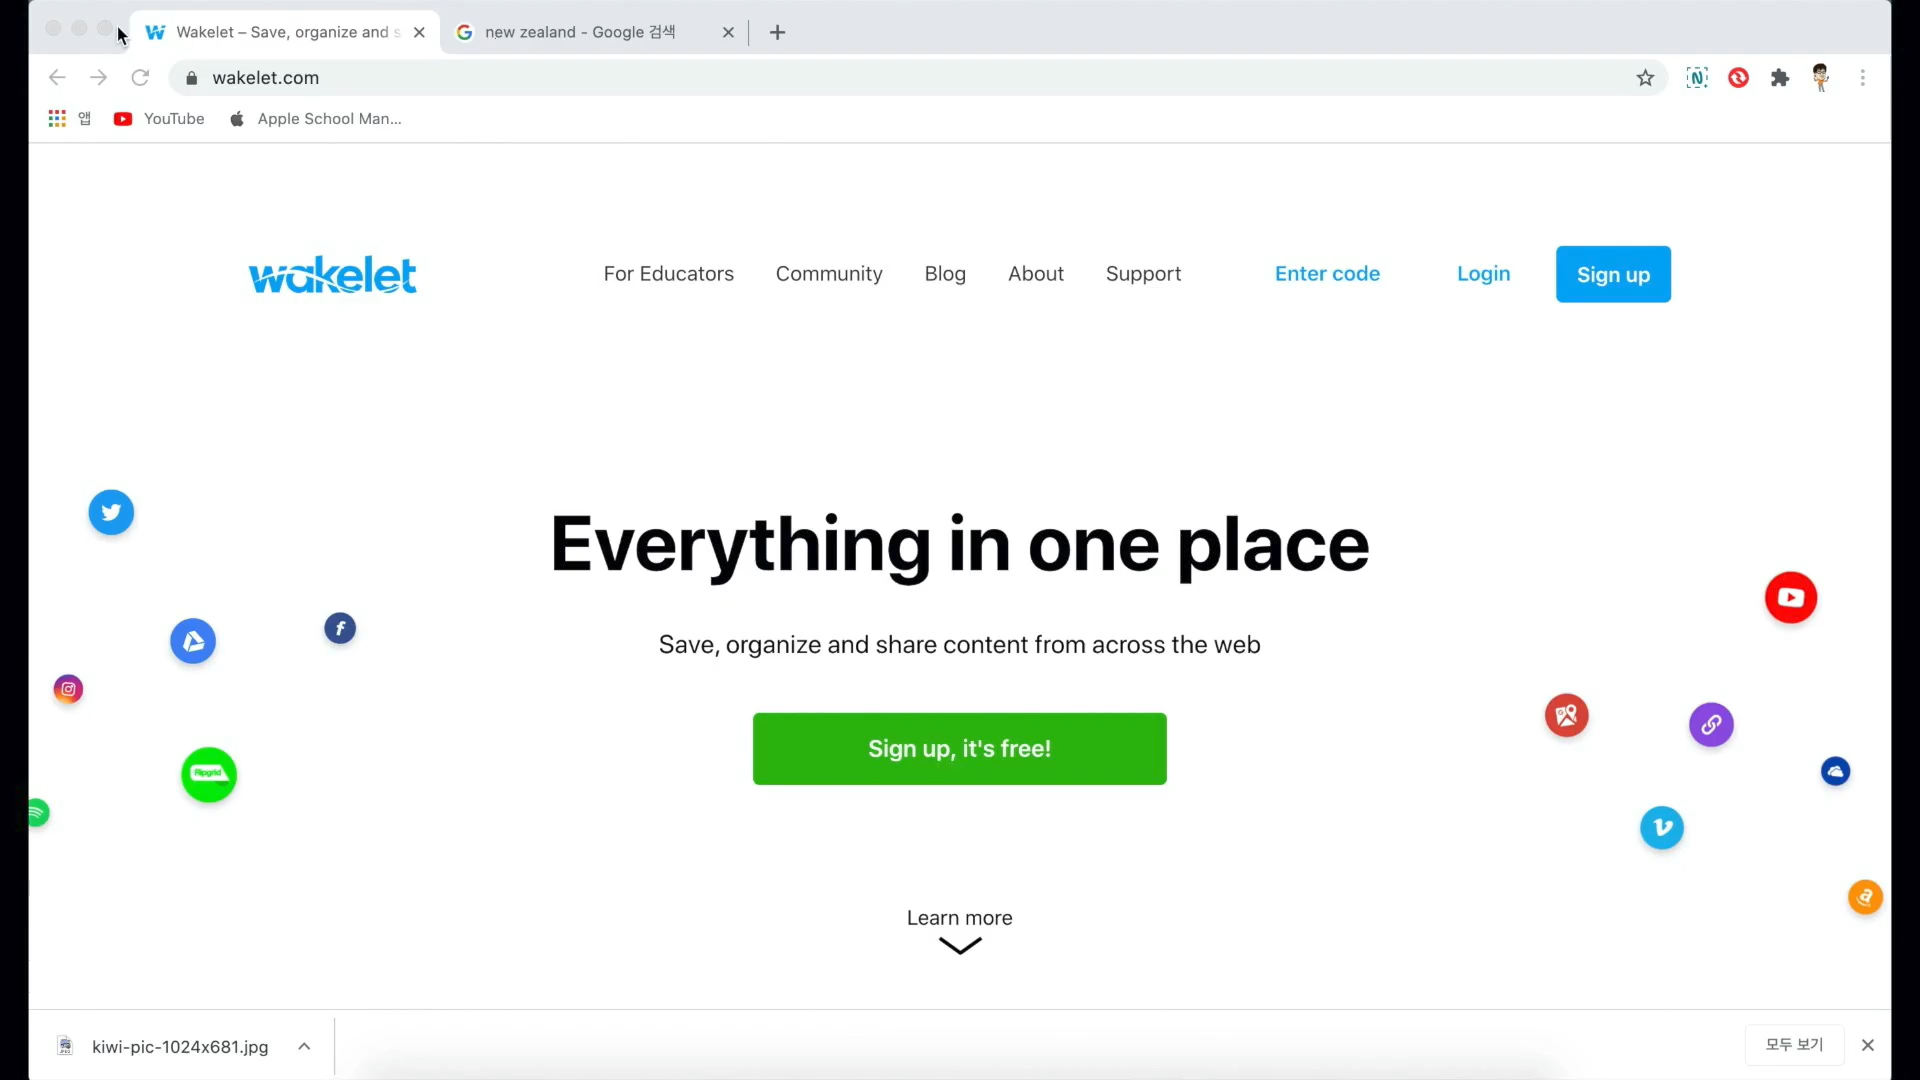 Wakelet – Save, organize and s
new zealand - Google 검색
wakelet.com
앱 YouTube Apple School Man...
wakelet For Educators Community Blog About Support Enter code Login Sign up
Everything in one place
Save, organize and share content from across the web
Sign up, it's free!
Flipgrid
Learn more
kiwi-pic-1024x681.jpg
모두 보기